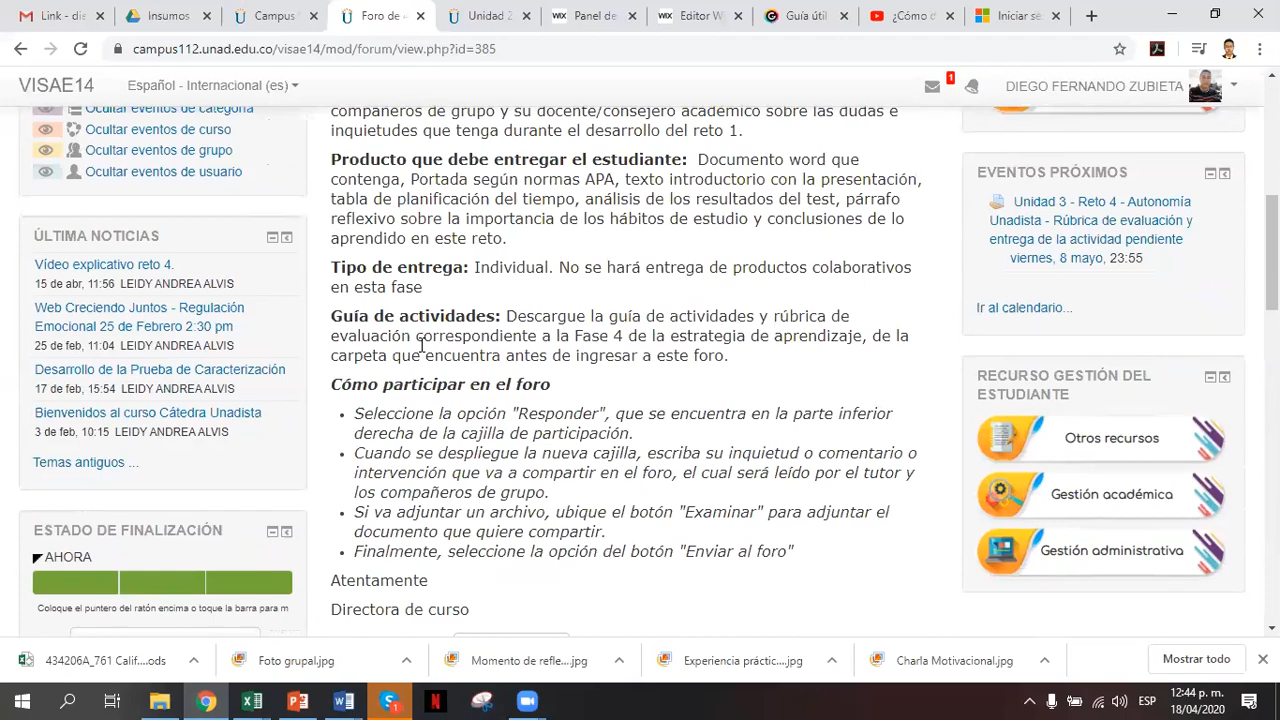 Link - dis
Insumos
Campus
Foro de
Unidad 2
Panel de
Editor W
Guía útil
¿Cómo d
Iniciar se
campus112.unad.edu.co/visae14/mod/forum/view.php?id=385
VISAE14
Español - Internacional (es)
1
DIEGO FERNANDO ZUBIETA
Ocultar eventos de categoría
Ocultar eventos de curso
Ocultar eventos de grupo
Ocultar eventos de usuario
ÚLTIMA NOTICIAS
Vídeo explicativo reto 4.
15 de abr, 11:56 LEIDY ANDREA ALVIS
Web Creciendo Juntos - Regulación
Emocional 25 de Febrero 2:30 pm
25 de feb, 11:04 LEIDY ANDREA ALVIS
Desarrollo de la Prueba de Caracterización
17 de feb, 15:54 LEIDY ANDREA ALVIS
Bienvenidos al curso Cátedra Unadista
3 de feb, 10:15 LEIDY ANDREA ALVIS
Temas antiguos ...
ESTADO DE FINALIZACIÓN
AHORA
Coloque el puntero del ratón encima o toque la barra para m
compañeros de grupo y su docente/consejero académico sobre las dudas e
inquietudes que tenga durante el desarrollo del reto 1.
Producto que debe entregar el estudiante: Documento word que
contenga, Portada según normas APA, texto introductorio con la presentación,
tabla de planificación del tiempo, análisis de los resultados del test, párrafo
reflexivo sobre la importancia de los hábitos de estudio y conclusiones de lo
aprendido en este reto.
Tipo de entrega: Individual. No se hará entrega de productos colaborativos
en esta fase
Guía de actividades: Descargue la guía de actividades y rúbrica de
evaluación correspondiente a la Fase 4 de la estrategia de aprendizaje, de la
carpeta que encuentra antes de ingresar a este foro.
Cómo participar en el foro
• Seleccione la opción "Responder", que se encuentra en la parte inferior
derecha de la cajilla de participación.
• Cuando se despliegue la nueva cajilla, escriba su inquietud o comentario o
intervención que va a compartir en el foro, el cual será leído por el tutor y
los compañeros de grupo.
• Si va adjuntar un archivo, ubique el botón "Examinar" para adjuntar el
documento que quiere compartir.
• Finalmente, seleccione la opción del botón "Enviar al foro"
Atentamente
Directora de curso
EVENTOS PRÓXIMOS
Unidad 3 - Reto 4 - Autonomía
Unadista - Rúbrica de evaluación y
entrega de la actividad pendiente
viernes, 8 mayo, 23:55
Ir al calendario...
RECURSO GESTIÓN DEL
ESTUDIANTE
Otros recursos
Gestión académica
Gestión administrativa
434206A_761 Calif....ods
Foto grupal.jpg
Momento de refle....jpg
Experiencia práctic....jpg
Charla Motivacional.jpg
Mostrar todo
ESP
12:44 p. m.
18/04/2020